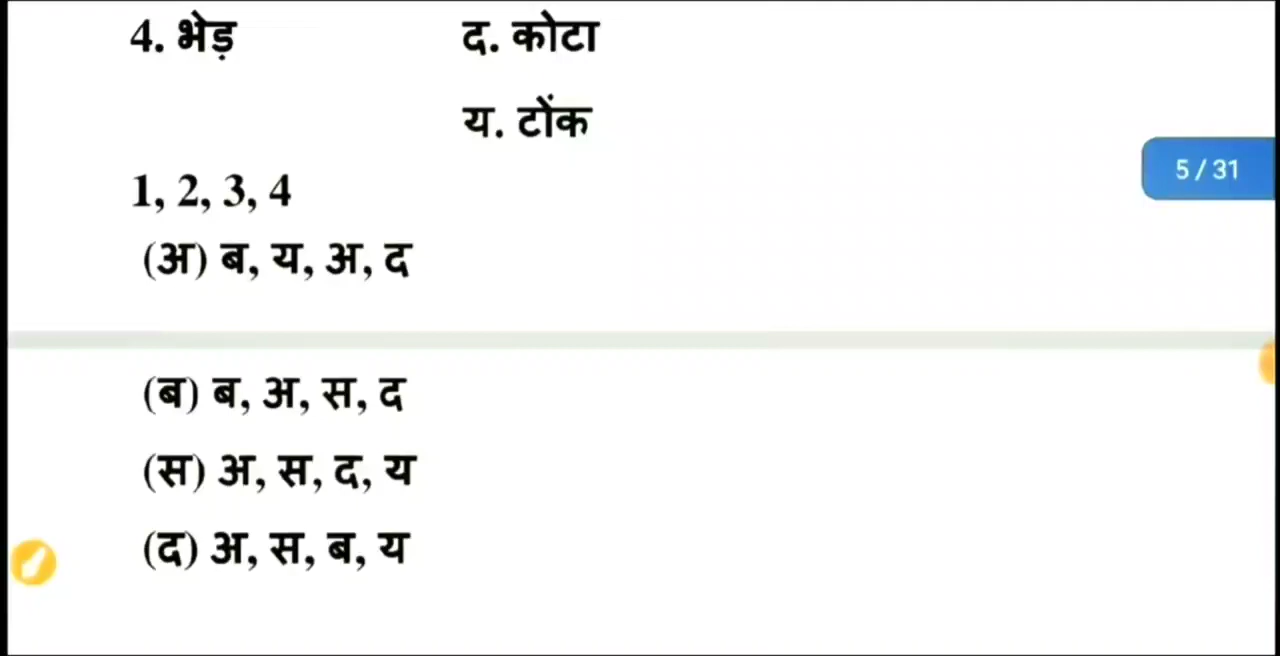 4. भेड़ द. कोटा
य. टोंक
5 / 31
1, 2, 3, 4
(अ) ब, य, अ, द
(ब) ब, अ, स, द
(स) अ, स, द, य
(द) अ, स, ब, य